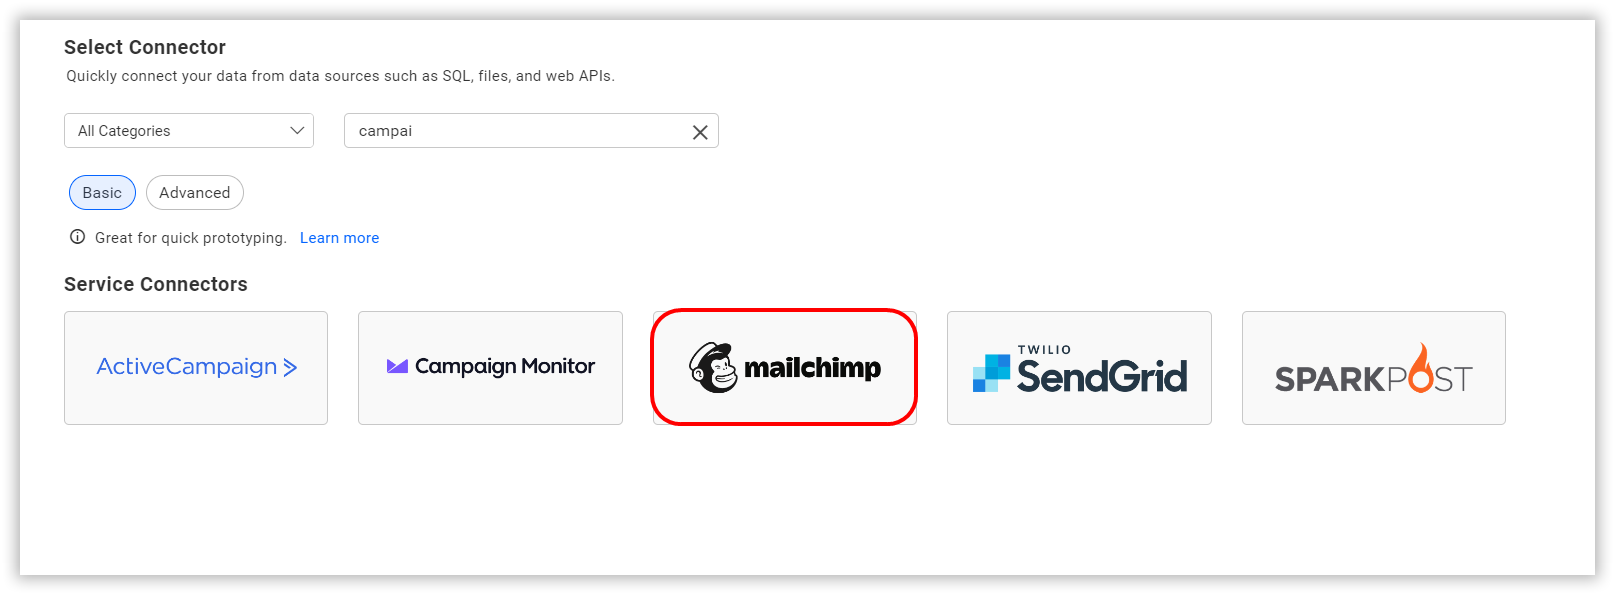 Select Connector
Quickly connect your data from data sources such as SQL, files, and web APIs.
All Categories
campai
Basic
Advanced
Great for quick prototyping. Learn more
Service Connectors
ActiveCampaign
Campaign Monitor
mailchimp
TWILIO
SendGrid
SPARKPOST